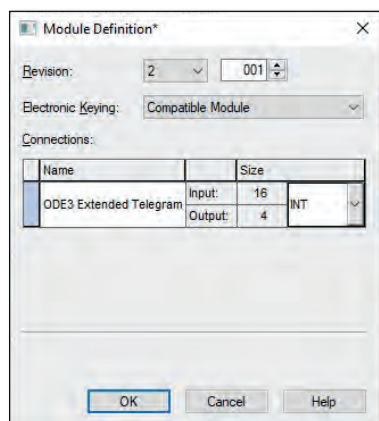 Module Definition*
Revision: 2 001
Electronic Keying: Compatible Module
Connections:
Name Size
ODE3 Extended Telegram Input: 16 INT
Output: 4
OK Cancel Help